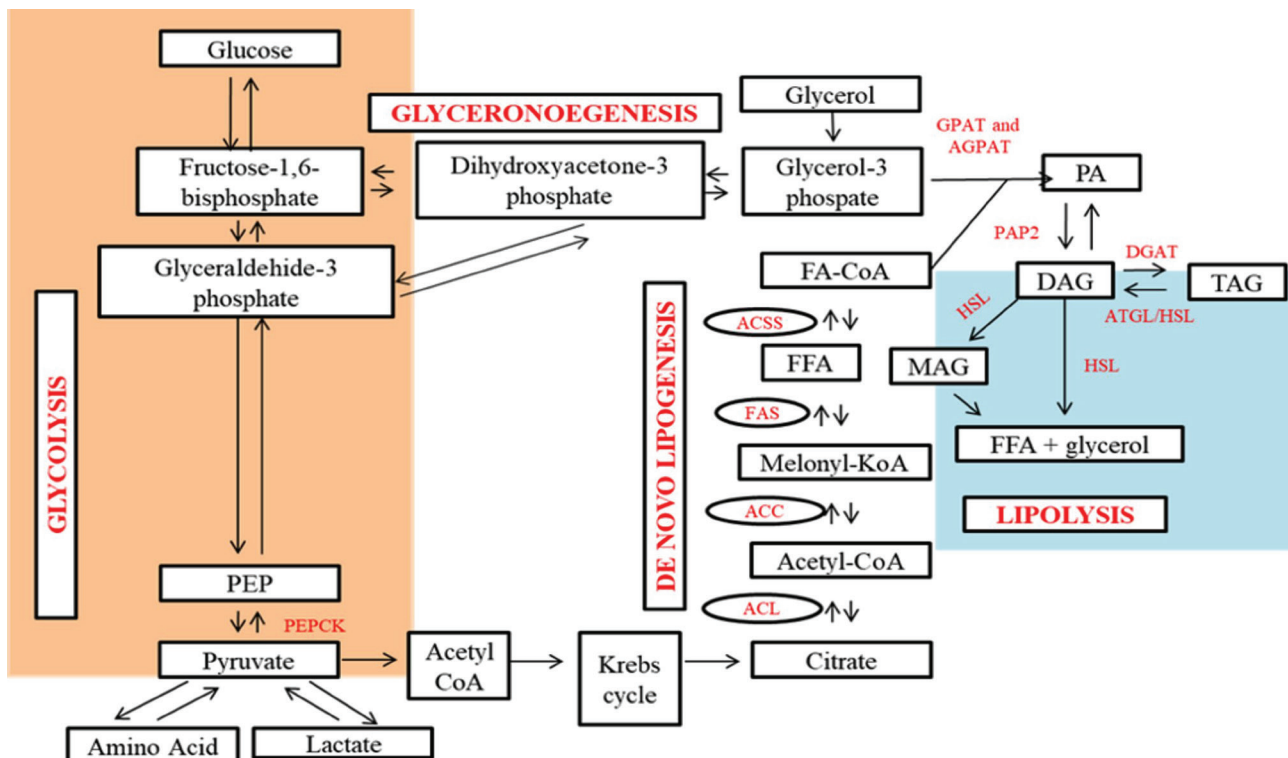 Glucose
GLYCERONOEGENESIS
Glycerol
GPAT and
AGPAT
Fructose-1,6-
bisphosphate
Dihydroxyacetone-3
phosphate
Glycerol-3
phospate
PA
PAP2
DGAT
Glyceraldehide-3
phosphate
FA-CoA
DAG
TAG
HSL
ATGL/HSL
ACSS
FFA
MAG
HSL
GLYCOLYSIS
DE NOVO LIPOGENESIS
FAS
Melonyl-KoA
FFA + glycerol
ACC
LIPOLYSIS
Acetyl-CoA
PEP
ACL
PEPCK
Pyruvate
Acetyl
CoA
Krebs
cycle
Citrate
Amino Acid
Lactate